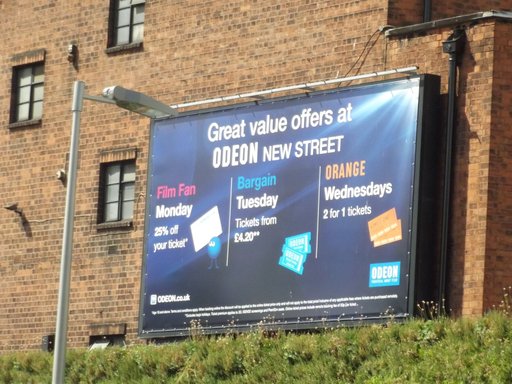 Great value offers at
ODEON NEW STREET
Film Fan
Monday
25% off
your ticket*
Bargain
Tuesday
Tickets from
£4.20**
ORANGE
Wednesdays
2 for 1 tickets
ODEON
ODEON.co.uk